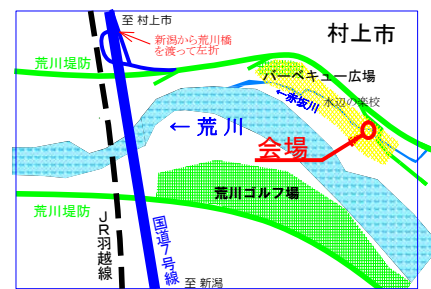 至 村上市
新潟から荒川橋
を渡って左折
村上市
荒川堤防
バーベキュー広場
←赤坂川
水辺の楽校
← 荒 川
会場
荒川ゴルフ場
荒川堤防
JR羽越線
国道7号線
至 新潟